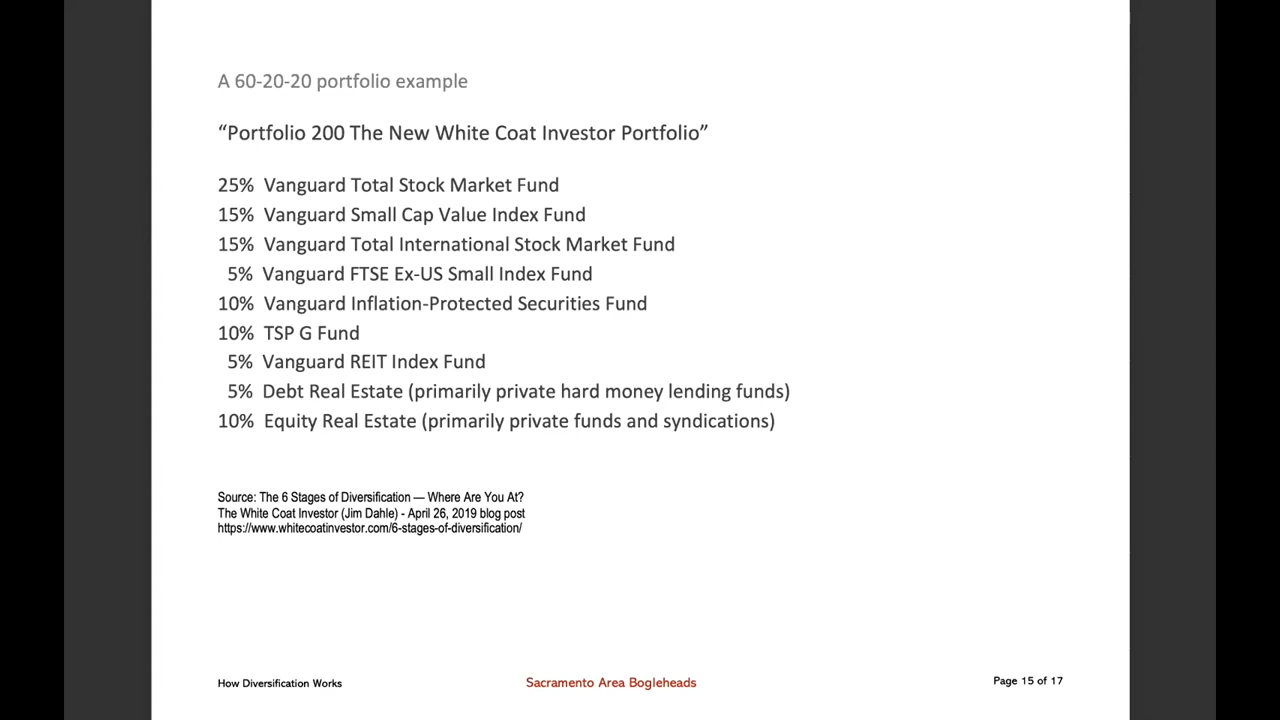 A 60-20-20 portfolio example
“Portfolio 200 The New White Coat Investor Portfolio”
25% Vanguard Total Stock Market Fund
15% Vanguard Small Cap Value Index Fund
15% Vanguard Total International Stock Market Fund
5% Vanguard FTSE Ex-US Small Index Fund
10% Vanguard Inflation-Protected Securities Fund
10% TSP G Fund
5% Vanguard REIT Index Fund
5% Debt Real Estate (primarily private hard money lending funds)
10% Equity Real Estate (primarily private funds and syndications)
Source: The 6 Stages of Diversification — Where Are You At?
The White Coat Investor (Jim Dahle) - April 26, 2019 blog post
https://www.whitecoatinvestor.com/6-stages-of-diversification/
How Diversification Works
Sacramento Area Bogleheads
Page 15 of 17